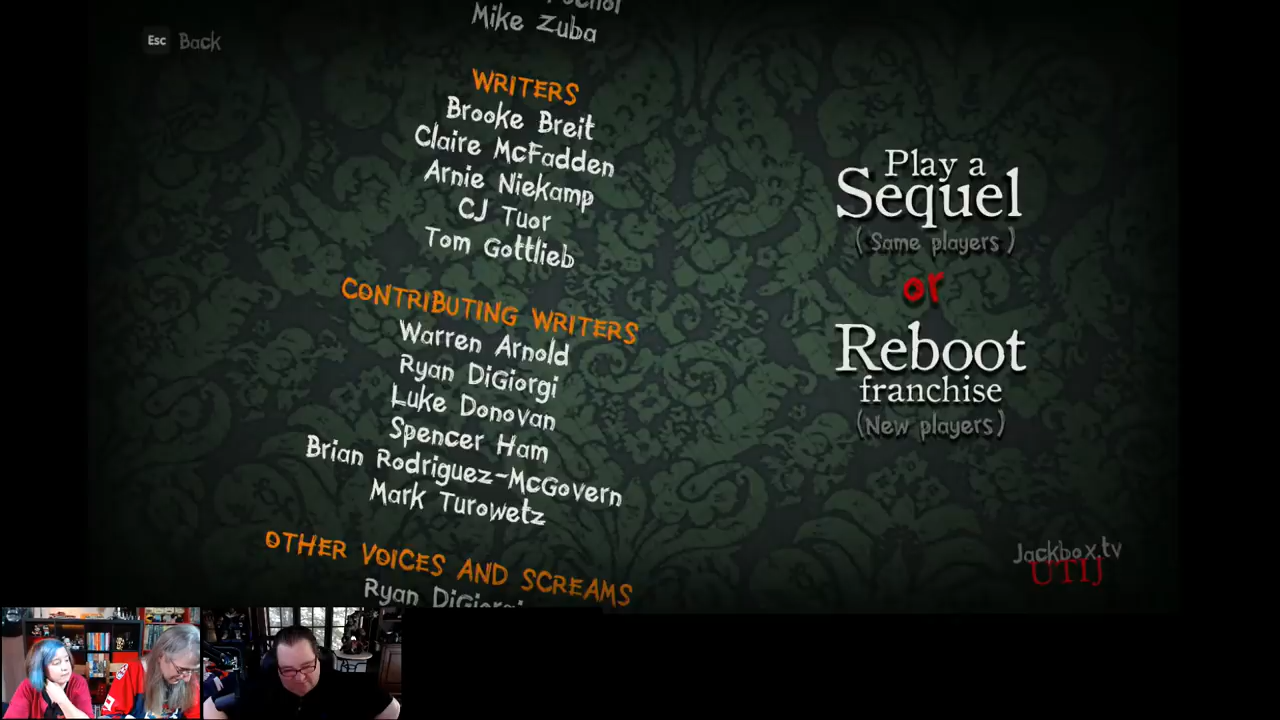 Mike Zuba
Esc Back
WRITERS
Brooke Breit
Claire McFadden
Arnie Niekamp
CJ Tuor
Tom Gottlieb
CONTRIBUTING WRITERS
Warren Arnold
Ryan DiGiorgi
Luke Donovan
Spencer Ham
Brian Rodriguez-McGovern
Mark Turowetz
OTHER VOICES AND SCREAMS
Ryan DiGiorgi
Play a
Sequel
(Same players)
or
Reboot
franchise
(New players)
Jackbox.tv
UTIJ